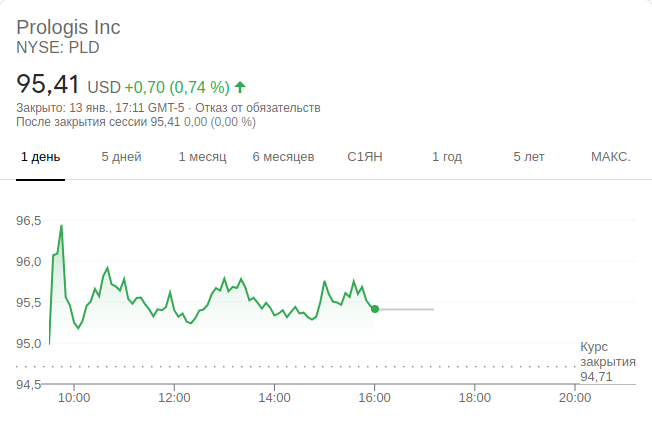 Prologis Inc
NYSE: PLD
95,41 USD +0,70 (0,74 %)
Закрыто: 13 янв., 17:11 GMT-5 · Отказ от обязательств
После закрытия сессии 95,41 0,00 (0,00 %)
1 день 5 дней 1 месяц 6 месяцев С1ЯН 1 год 5 лет МАКС.
96,5
96,0
95,5
95,0
Курс
закрытия
94,71
94,5
10:00 12:00 14:00 16:00 18:00 20:00